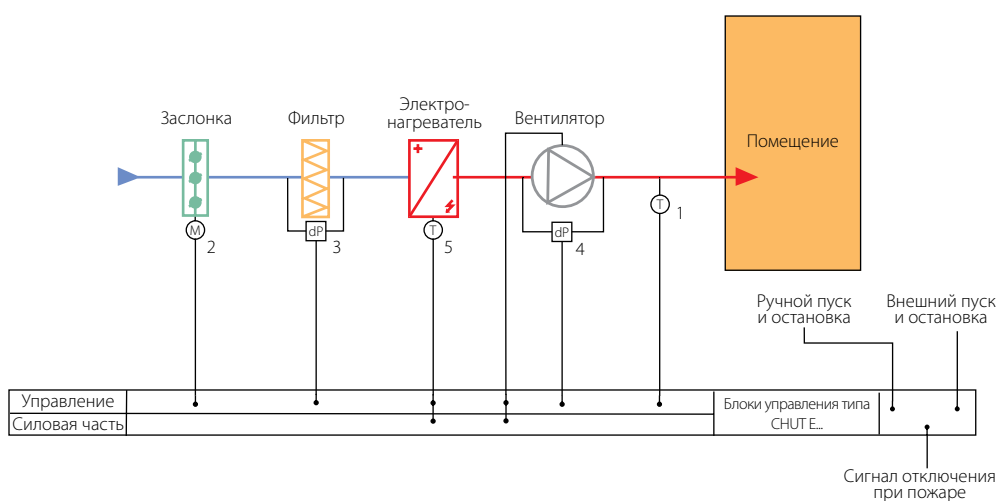 Заслонка
Фильтр
Электро-
нагреватель
Вентилятор
Помещение
M
2
dP
3
T
5
dP
4
T
1
Ручной пуск
и остановка
Внешний пуск
и остановка
Управление
Силовая часть
Блоки управления типа
CHUT E...
Сигнал отключения
при пожаре